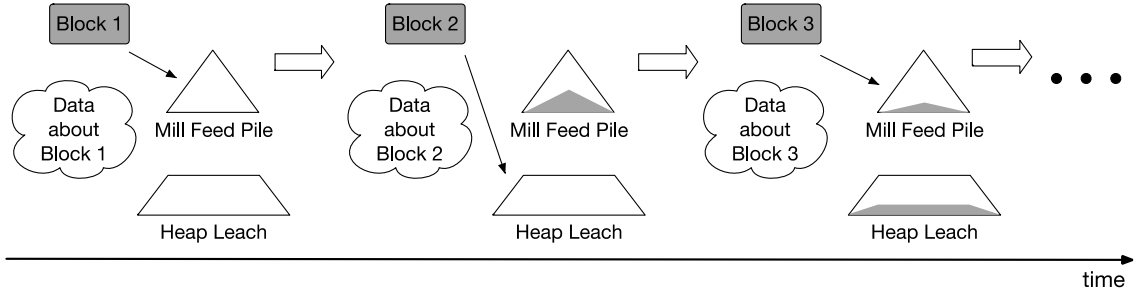 Block 1
Data
about
Block 1
Mill Feed Pile
Heap Leach
Block 2
Data
about
Block 2
Mill Feed Pile
Heap Leach
Block 3
Data
about
Block 3
Mill Feed Pile
Heap Leach
time